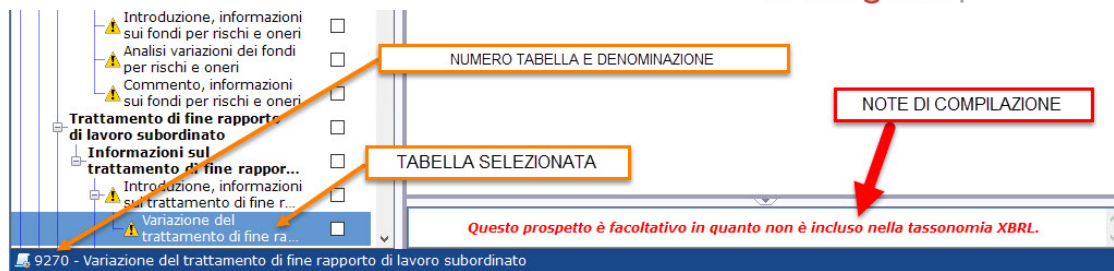 Introduzione, informazioni
sui fondi per rischi e oneri
Analisi variazioni dei fondi
per rischi e oneri
Commento, informazioni
sui fondi per rischi e oneri
Trattamento di fine rapporto
di lavoro subordinato
Informazioni sul
trattamento di fine rappor...
Introduzione, informazioni
sul trattamento di fine r...
Variazione del
trattamento di fine ra...
NUMERO TABELLA E DENOMINAZIONE
NOTE DI COMPILAZIONE
TABELLA SELEZIONATA
Questo prospetto è facoltativo in quanto non è incluso nella tassonomia XBRL.
9270 - Variazione del trattamento di fine rapporto di lavoro subordinato